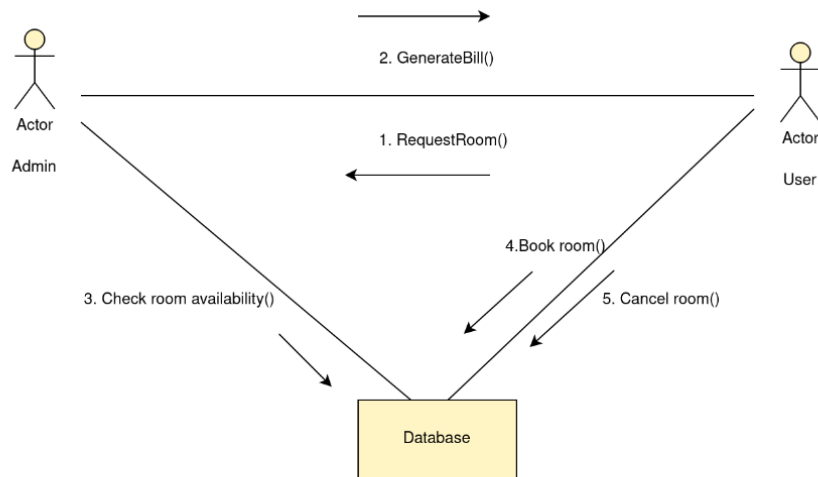 2. GenerateBill()
Actor
Admin
1. RequestRoom()
Actor
User
4.Book room()
3. Check room availability()
5. Cancel room()
Database